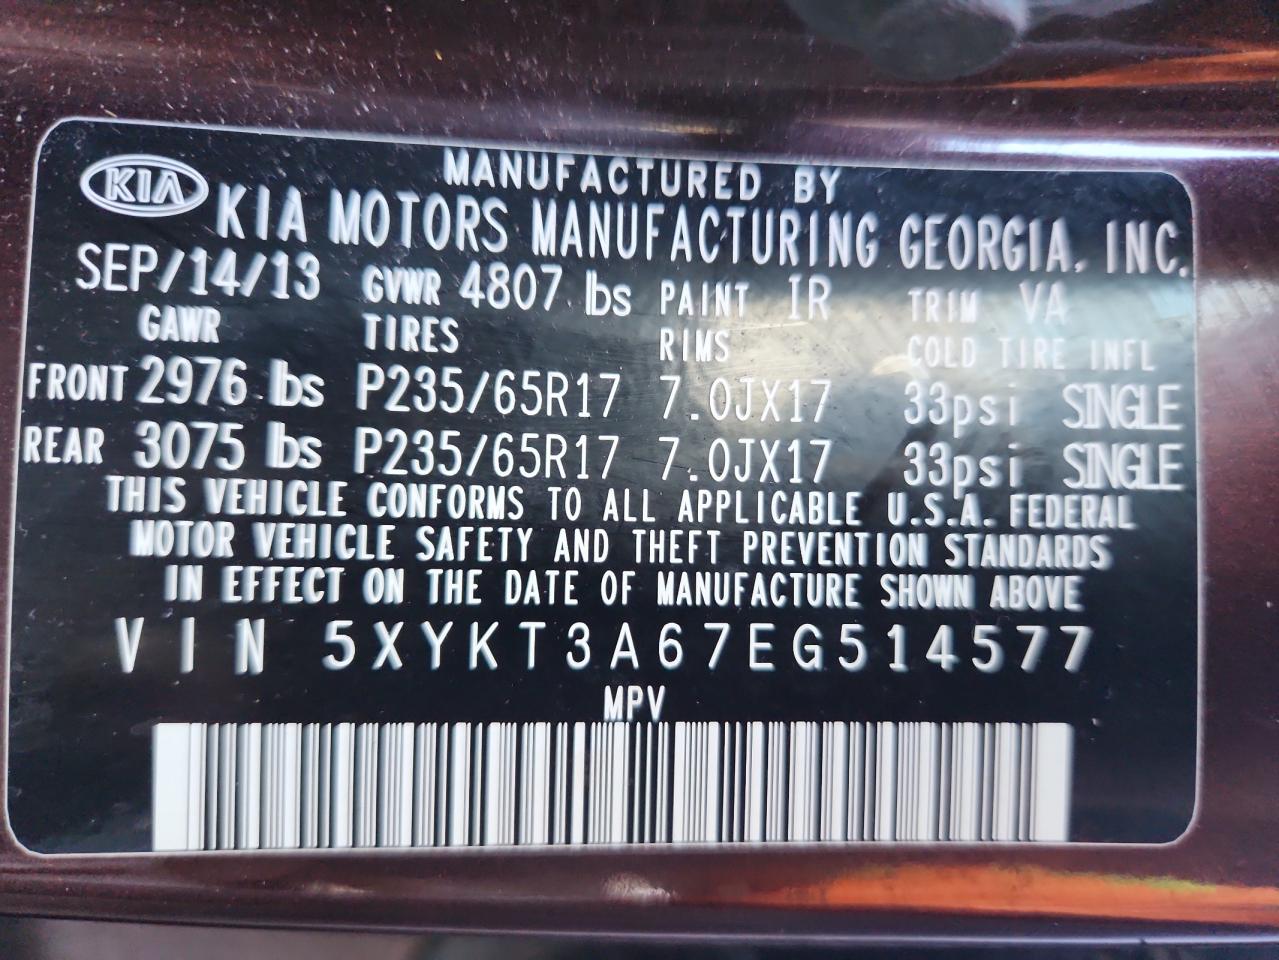 MANUFACTURED BY
KIA KIA MOTORS MANUFACTURING GEORGIA, INC.
SEP/14/13 GVWR 4807 lbs PAINT IR TRIM VA
GAWR TIRES RIMS COLD TIRE INFL
FRONT 2976 lbs P235/65R17 7.0JX17 33psi SINGLE
REAR 3075 lbs P235/65R17 7.0JX17 33psi SINGLE
THIS VEHICLE CONFORMS TO ALL APPLICABLE U.S.A. FEDERAL
MOTOR VEHICLE SAFETY AND THEFT PREVENTION STANDARDS
IN EFFECT ON THE DATE OF MANUFACTURE SHOWN ABOVE
VIN 5XYKT3A67EG514577
MPV